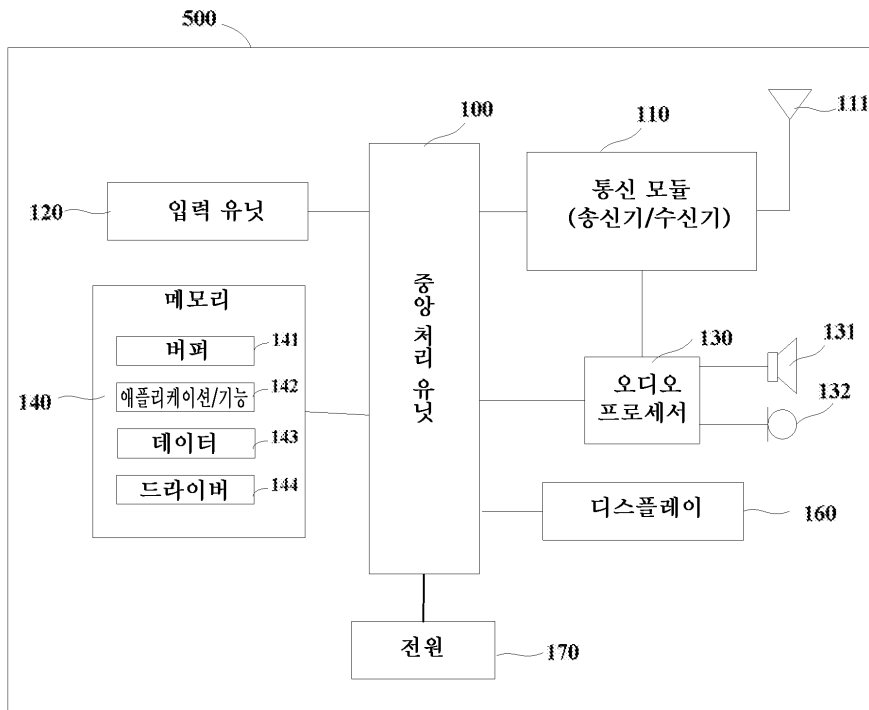 500
100
110
111
통신 모듈
(송신기/수신기)
120
입력 유닛
중앙 처리 유닛
메모리
버퍼
141
애플리케이션/기능
142
데이터
143
드라이버
144
140
130
오디오
프로세서
131
132
디스플레이
160
전원
170